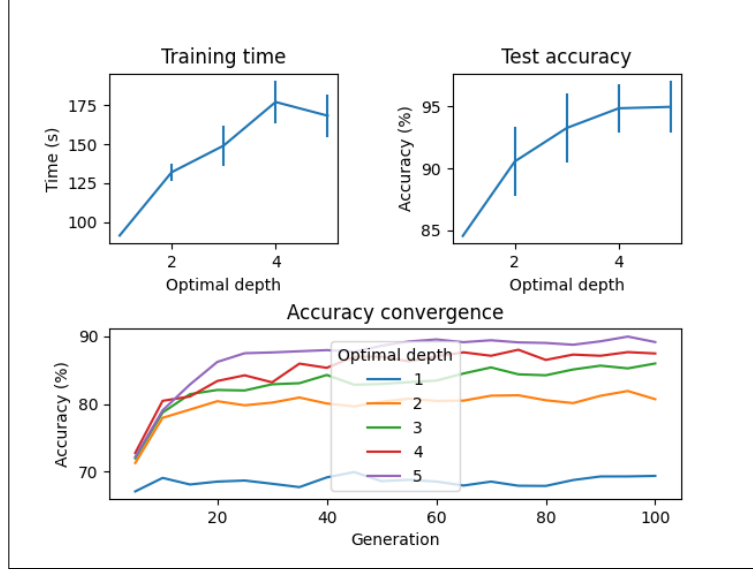 Training time
Time (s)
175
150
125
100
2
4
Optimal depth
Test accuracy
Accuracy (%)
95
90
85
2
4
Optimal depth
Accuracy convergence
Accuracy (%)
90
80
70
Optimal depth
1
2
3
4
5
20
40
60
80
100
Generation